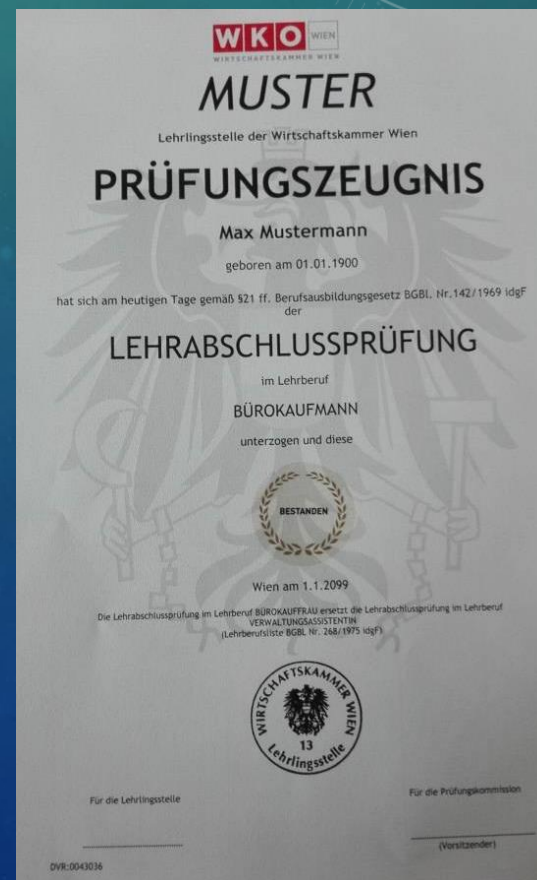 WKO WIEN
WIRTSCHAFTSKAMMER WIEN
MUSTER
Lehrlingsstelle der Wirtschaftskammer Wien
PRÜFUNGSZEUGNIS
Max Mustermann
geboren am 01.01.1900
hat sich am heutigen Tage gemäß §21 ff. Berufsausbildungsgesetz BGBl. Nr.142/1969 idgF
der
LEHRABSCHLUSSPRÜFUNG
im Lehrberuf
BÜROKAUFMANN
unterzogen und diese
BESTANDEN
Wien am 1.1.2099
Die Lehrabschlussprüfung im Lehrberuf BÜROKAUFFRAU ersetzt die Lehrabschlussprüfung im Lehrberuf
VERWALTUNGSASSISTENTIN
(Lehrberufsliste BGBL Nr. 268/1975 idgF)
WIRTSCHAFTSKAMMER WIEN
13
Lehrlingsstelle
Für die Lehrlingsstelle
Für die Prüfungskommission
(Vorsitzender)
DVR:0043036